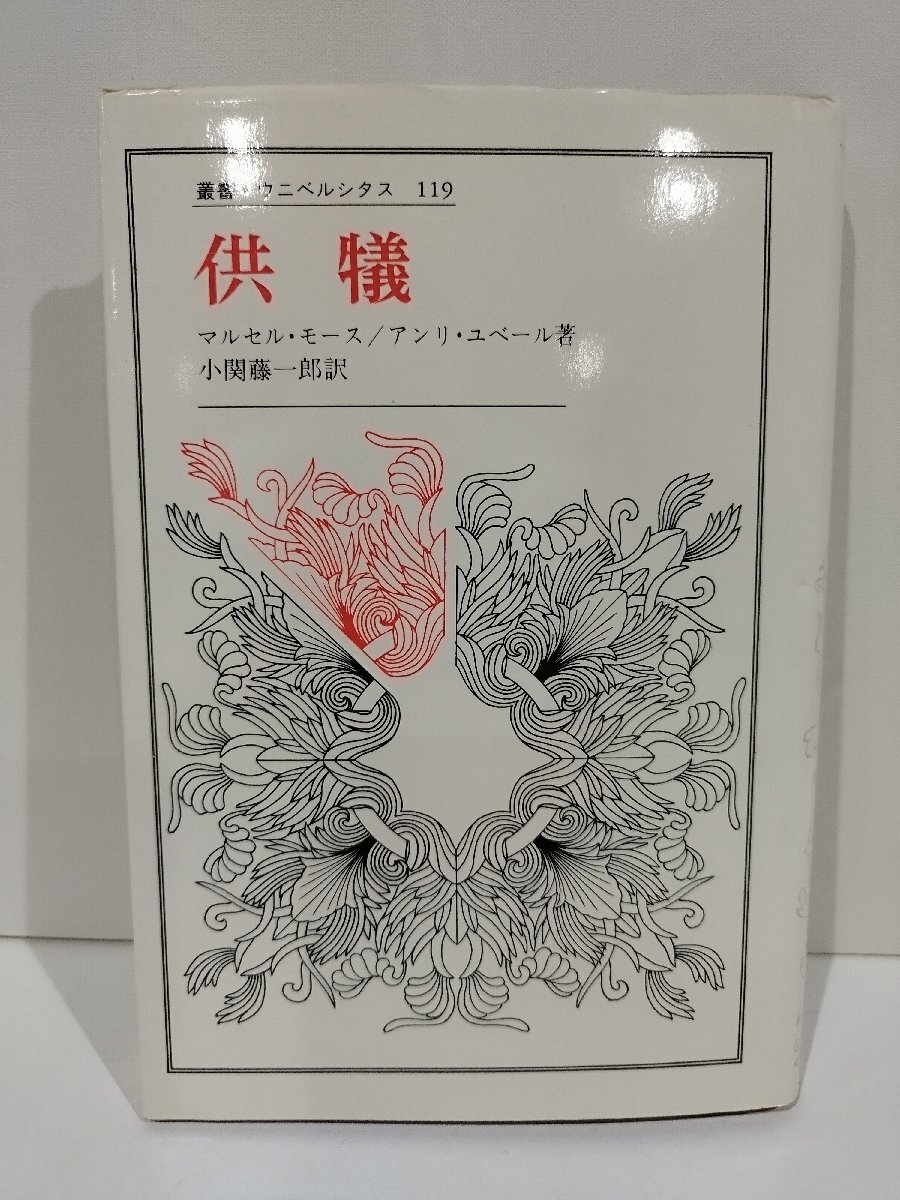 叢書・ウニベルシタス 119
供犠
マルセル・モース/アンリ・ユベール著
小関藤一郎訳